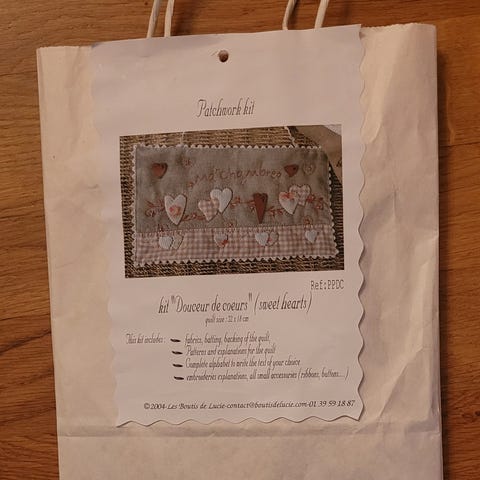 Patchwork kit
Ma Chambre
Ref:PPDC
kit "Douceur de coeurs" (sweet hearts)
quilt size : 32 x 18 cm
This kit includes : fabrics, batting, backing of the quilt
Patterns and explanations for the quilt
Complete alphabet to write the text of your choice
embroideries explanations, all small accessories (ribbons, buttons....)
©2004-Les Boutis de Lucie-contact@boutisdelucie.com-01 39 59 18 87